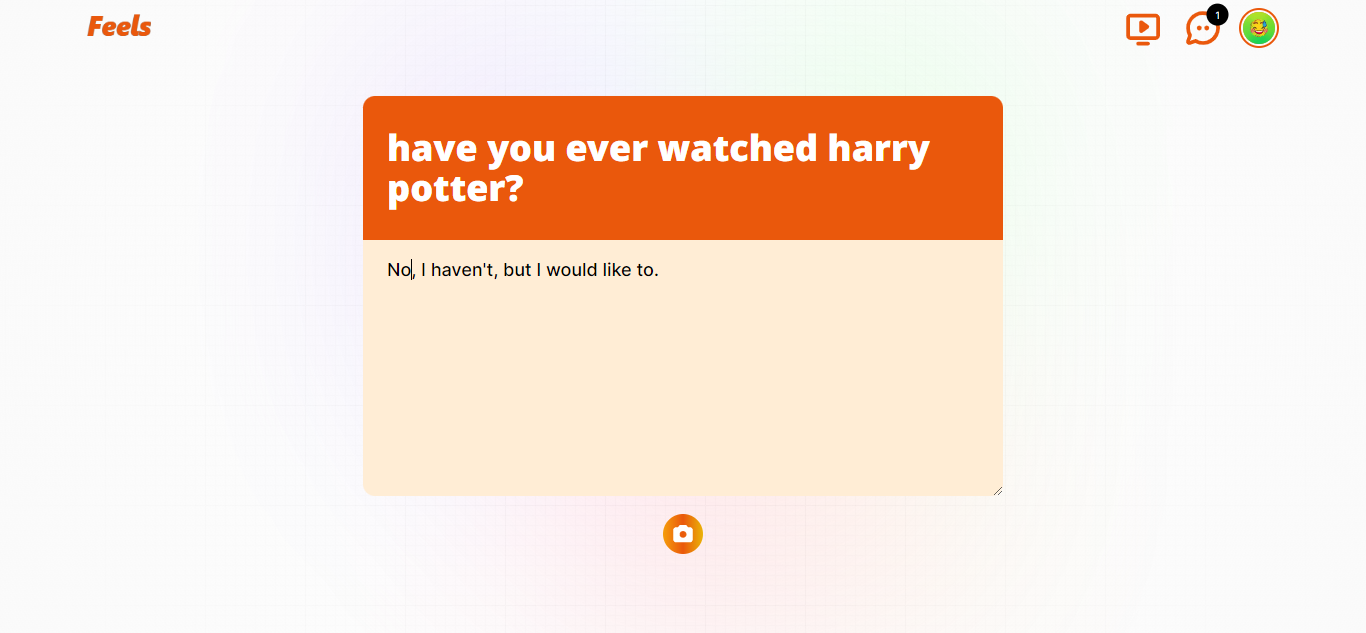 Feels
1
have you ever watched harry
potter?
No, I haven't, but I would like to.